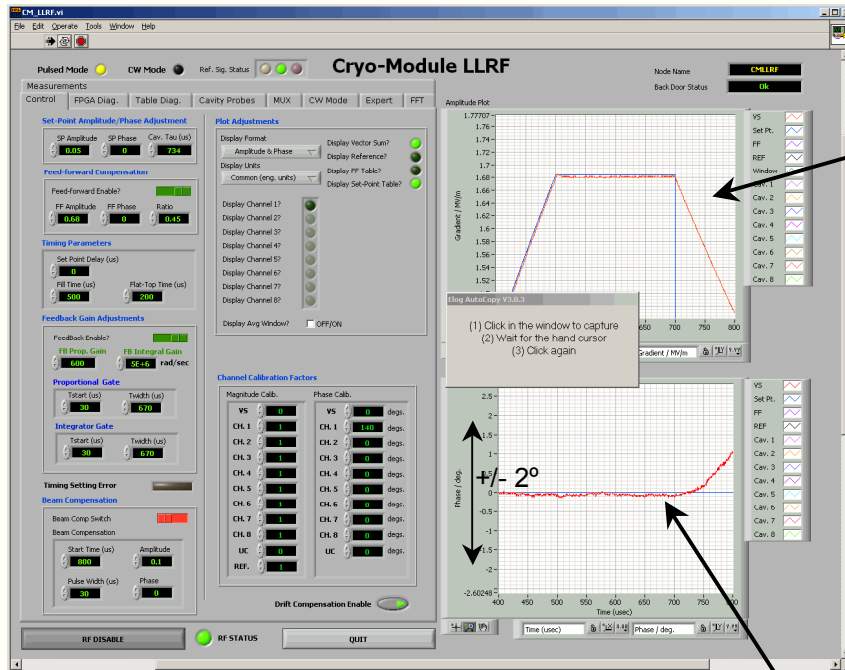 CM_LLRF.vi
File Edit Operate Tools Window Help
Pulsed Mode CW Mode Ref. Sig. Status Cryo-Module LLRF
Node Name CMLLRF
Back Door Status Ok
Measurements
Control FPGA Diag. Table Diag. Cavity Probes MUX CW Mode Expert FFT
Set-Point Amplitude/Phase Adjustment
SP Amplitude SP Phase Cav. Tau (us)
0.05 0 734
Feed-forward Compensation
Feed-forward Enable?
FF Amplitude FF Phase Ratio
0.68 0 0.45
Timing Parameters
Set Point Delay (us)
0
Fill Time (us) Flat-Top Time (us)
500 200
Feedback Gain Adjustments
FeedBack Enable?
FB Prop. Gain FB Integral Gain
600 5E+6 rad/sec
Proportional Gate
Tstart (us) Twidth (us)
30 670
Integrator Gate
Tstart (us) Twidth (us)
30 670
Timing Setting Error
Beam Compensation
Beam Comp Switch
Beam Compensation
Start Time (us) Amplitude
800 0.1
Pulse Width (us) Phase
30 0
Plot Adjustments
Display Format
Amplitude & Phase
Display Units
Common (eng. units)
Display Vector Sum?
Display Reference?
Display FF Table?
Display Set-Point Table?
Display Channel 1?
Display Channel 2?
Display Channel 3?
Display Channel 4?
Display Channel 5?
Display Channel 6?
Display Channel 7?
Display Channel 8?
Display Avg Window? OFF/ON
Channel Calibration Factors
Magnitude Calib. Phase Calib.
VS 0 VS 0 degs.
CH. 1 1 CH. 1 140 degs.
CH. 2 1 CH. 2 0 degs.
CH. 3 1 CH. 3 0 degs.
CH. 4 1 CH. 4 0 degs.
CH. 5 1 CH. 5 0 degs.
CH. 6 1 CH. 6 0 degs.
CH. 7 1 CH. 7 0 degs.
CH. 8 1 CH. 8 0 degs.
UC 0 UC 0 degs.
REF. 1
Drift Compensation Enable
RF DISABLE RF STATUS QUIT
Amplitude Plot
Gradient / MV/m
1.77707
1.76
1.74
1.72
1.7
1.68
1.66
1.64
1.62
1.6
1.58
1.56
1.54
1.52
1.5
650 700 750 800
Gradient / MV/m
VS
Set Pt.
FF
REF
Window
Cav. 1
Cav. 2
Cav. 3
Cav. 4
Cav. 5
Cav. 6
Cav. 7
Cav. 8
Elog AutoCopy V3.0.3
(1) Click in the window to capture
(2) Wait for the hand cursor
(3) Click again
Phase / deg.
2.5
2
1.5
1
0.5
0
-0.5
-1
-1.5
-2
-2.60248
+/- 2º
400 450 500 550 600 650 700 750 800
Time (usec)
Time (usec) Phase / deg.
VS
Set Pt.
FF
REF
Cav. 1
Cav. 2
Cav. 3
Cav. 4
Cav. 5
Cav. 6
Cav. 7
Cav. 8